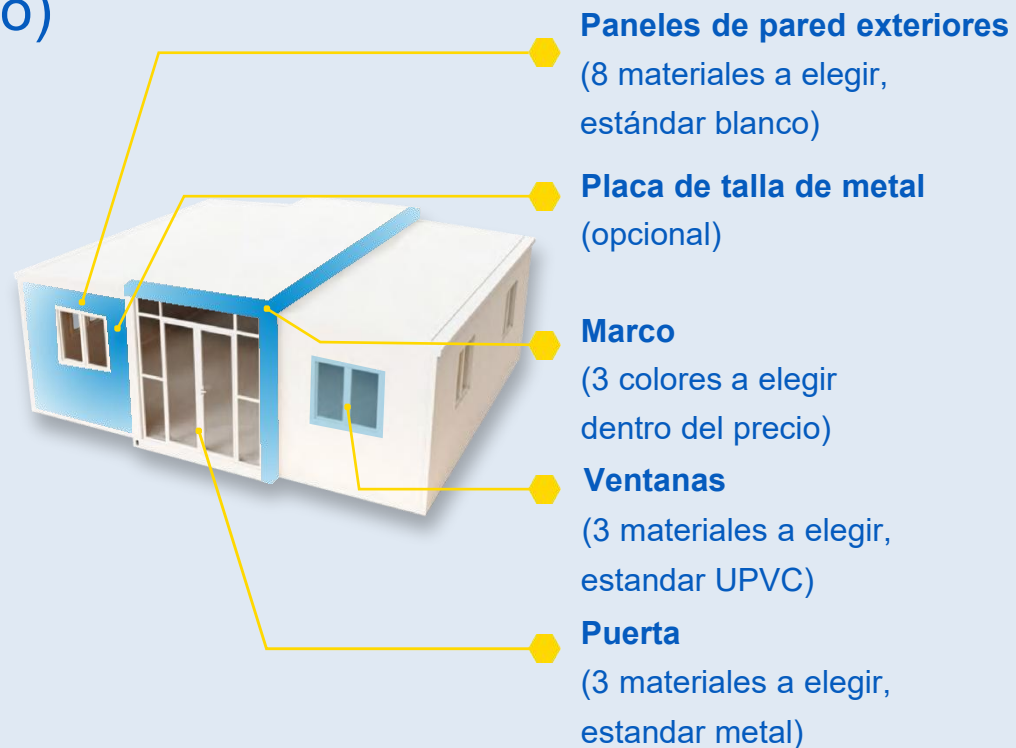 o)
Paneles de pared exteriores
(8 materiales a elegir,
estándar blanco)
Placa de talla de metal
(opcional)
Marco
(3 colores a elegir
dentro del precio)
Ventanas
(3 materiales a elegir,
estandar UPVC)
Puerta
(3 materiales a elegir,
estandar metal)